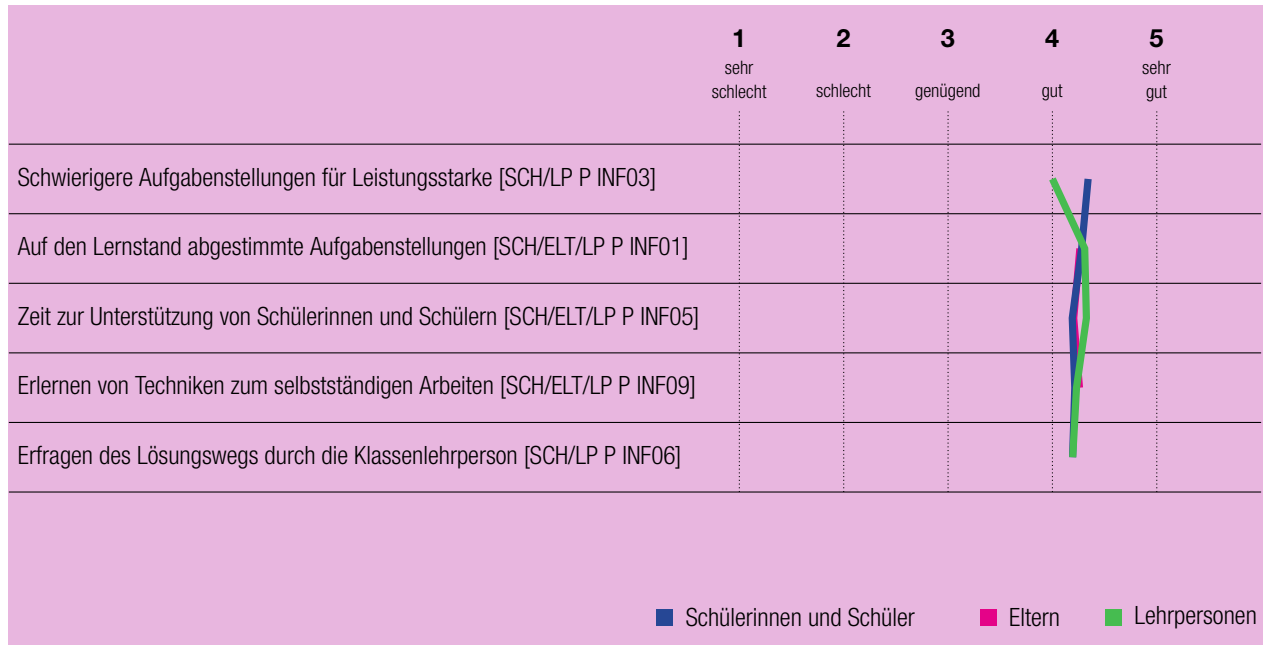 1 2 3 4 5
sehr schlecht schlecht genügend gut sehr gut
Schwierigere Aufgabenstellungen für Leistungsstarke [SCH/LP P INF03]
Auf den Lernstand abgestimmte Aufgabenstellungen [SCH/ELT/LP P INF01]
Zeit zur Unterstützung von Schülerinnen und Schülern [SCH/ELT/LP P INF05]
Erlernen von Techniken zum selbstständigen Arbeiten [SCH/ELT/LP P INF09]
Erfragen des Lösungswegs durch die Klassenlehrperson [SCH/LP P INF06]
Schülerinnen und Schüler Eltern Lehrpersonen